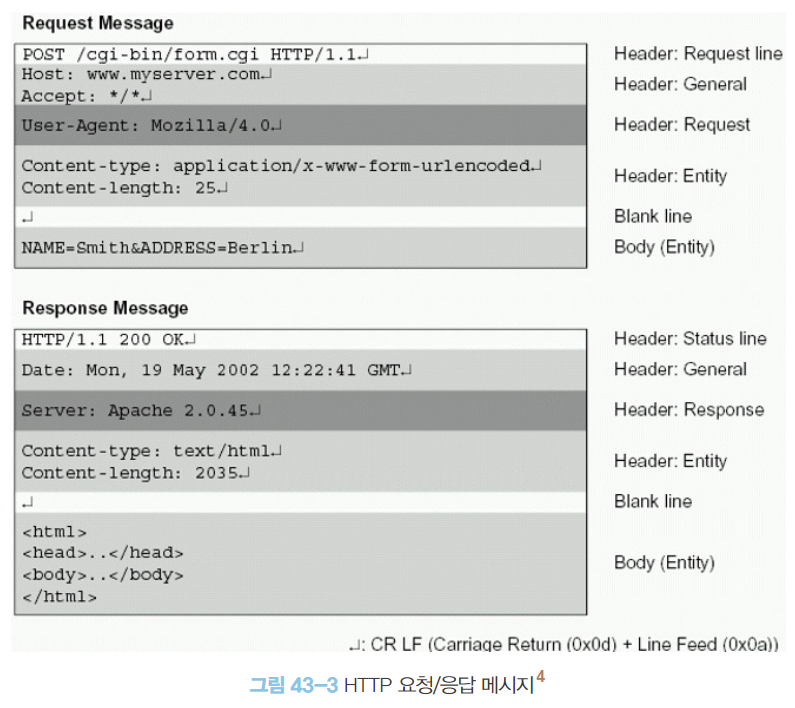 Request Message
POST /cgi-bin/form.cgi HTTP/1.1↵ Header: Request line
Host: www.myserver.com↵
Accept: */*↵ Header: General
User-Agent: Mozilla/4.0↵ Header: Request
Content-type: application/x-www-form-urlencoded↵
Content-length: 25↵ Header: Entity
↵ Blank line
NAME=Smith&ADDRESS=Berlin↵ Body (Entity)
Response Message
HTTP/1.1 200 OK↵ Header: Status line
Date: Mon, 19 May 2002 12:22:41 GMT↵ Header: General
Server: Apache 2.0.45↵ Header: Response
Content-type: text/html↵
Content-length: 2035↵ Header: Entity
↵ Blank line
<html>
<head>..</head>
<body>..</body> Body (Entity)
</html>
↵: CR LF (Carriage Return (0x0d) + Line Feed (0x0a))
그림 43-3 HTTP 요청/응답 메시지4